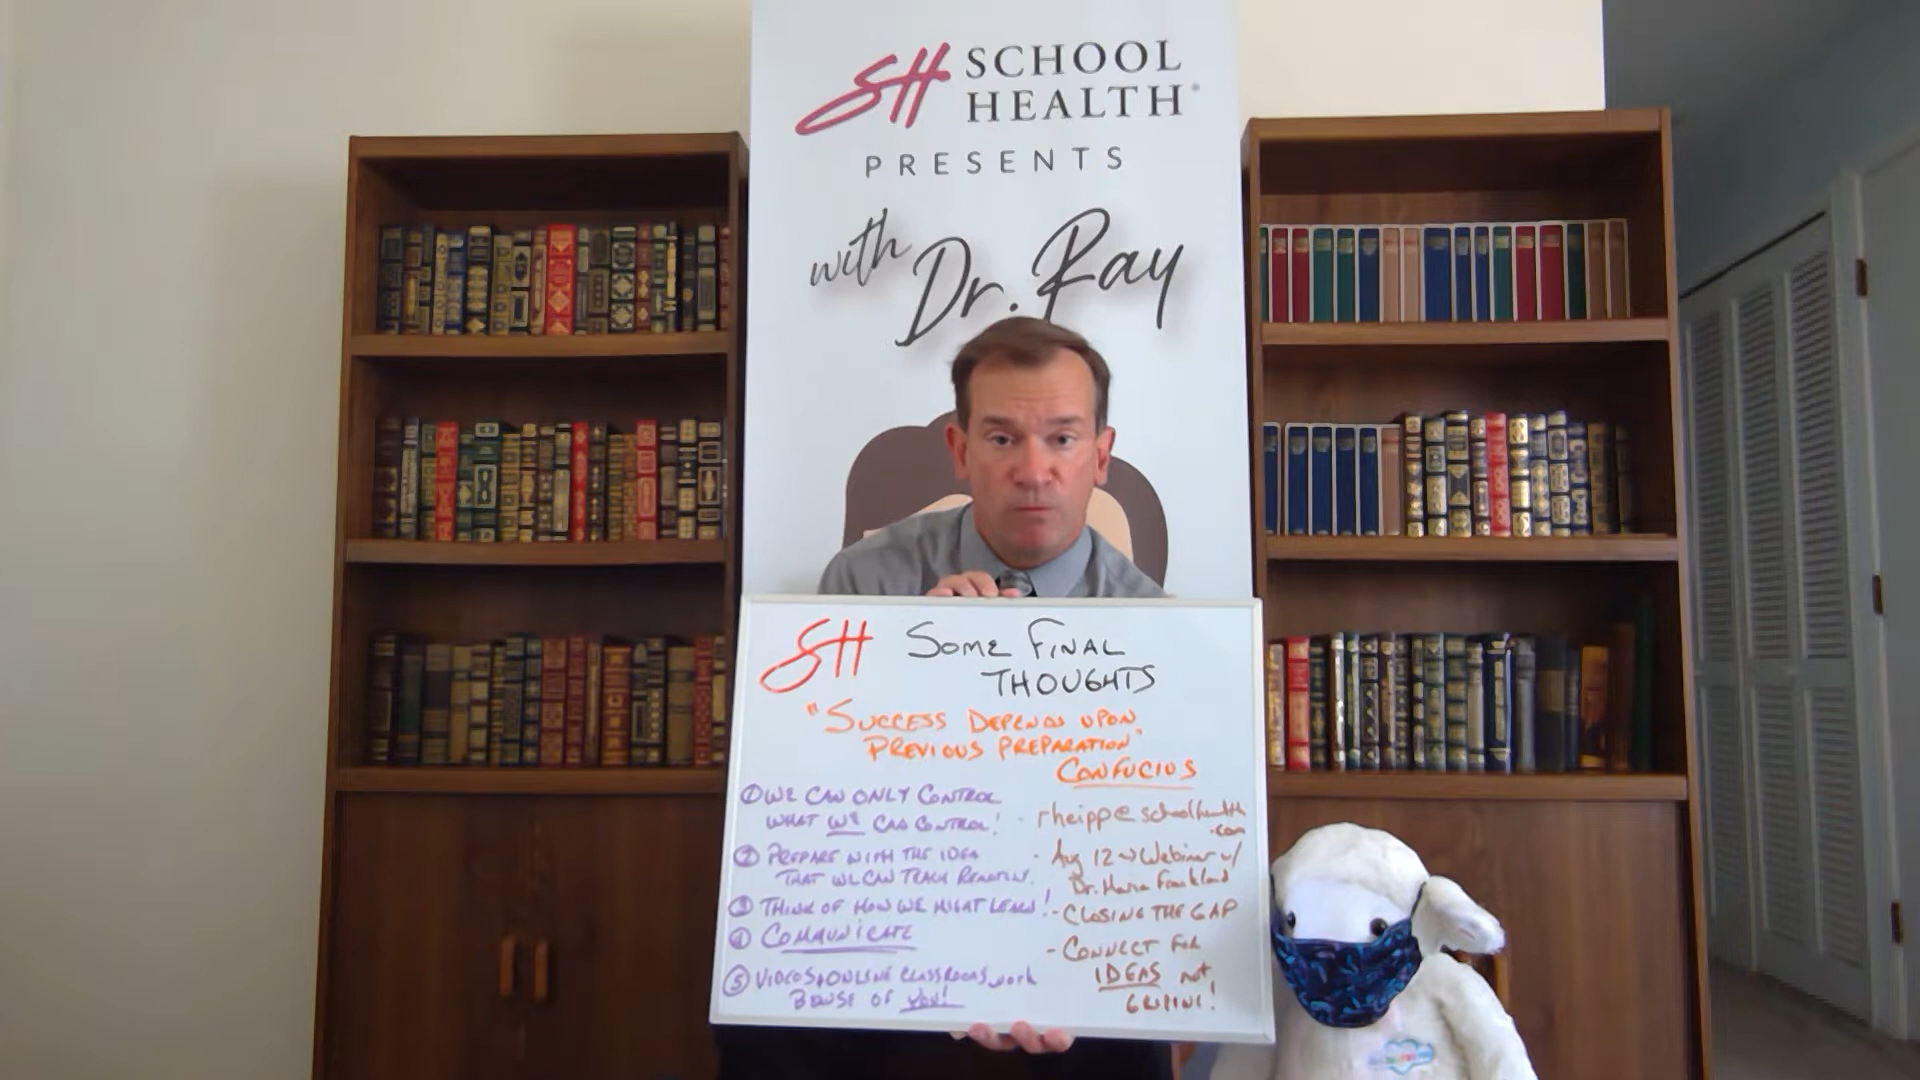 SH SCHOOL
HEALTH®
PRESENTS
with
Dr. Ray
SH SOME FINAL
THOUGHTS
"SUCCESS DEPENDS UPON
PREVIOUS PREPARATION"
CONFUCIUS
① WE CAN ONLY CONTROL
WHAT WE CAN CONTROL!
② PREPARE WITH THE IDEA
THAT WE CAN TEACH REMOTELY.
③ THINK OF HOW WE MIGHT LEARN!
④ COMMUNICATE
⑤ VIDEOS & ONLINE CLASSROOMS work
BECAUSE OF YOU!
- rheipp@schoolhealth
.com
- Aug 12 → Webinar w/
Dr. Maria Frankland
- CLOSING THE GAP
- CONNECT FOR
IDEAS not
GRIPING!